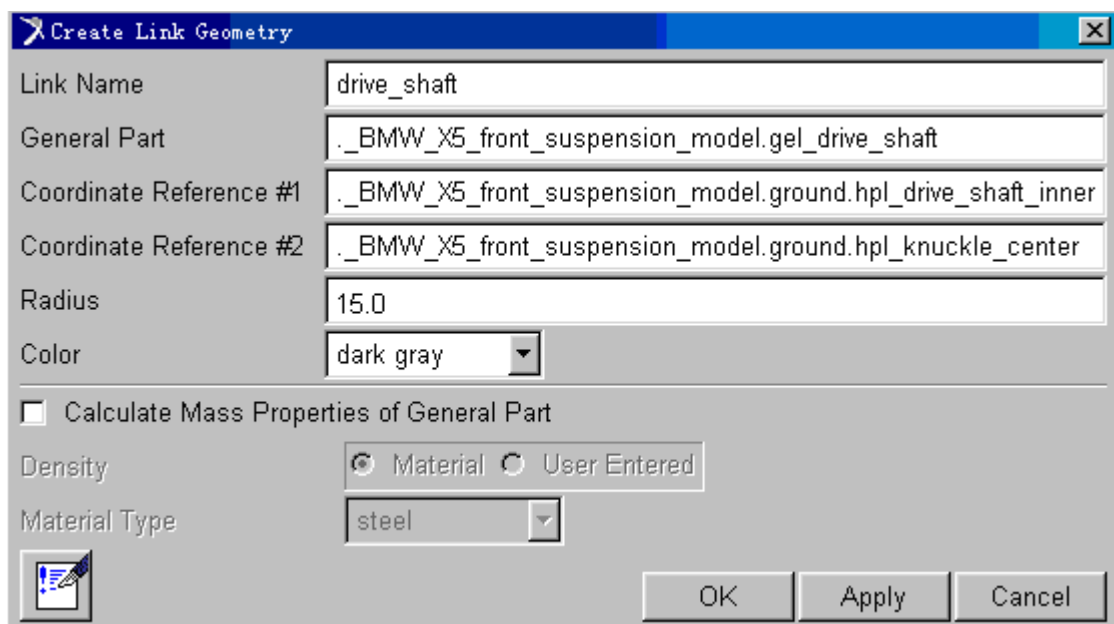 Create Link Geometry
Link Name drive_shaft
General Part ._BMW_X5_front_suspension_model.gel_drive_shaft
Coordinate Reference #1 ._BMW_X5_front_suspension_model.ground.hpl_drive_shaft_inner
Coordinate Reference #2 ._BMW_X5_front_suspension_model.ground.hpl_knuckle_center
Radius 15.0
Color dark gray
Calculate Mass Properties of General Part
Density Material User Entered
Material Type steel
OK Apply Cancel